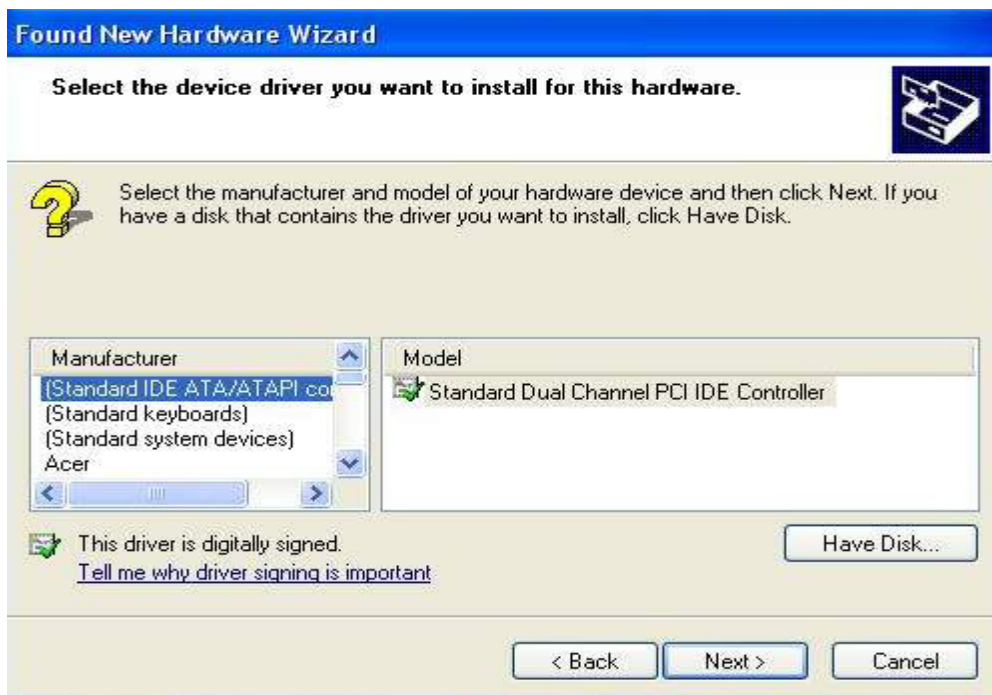 Found New Hardware Wizard
Select the device driver you want to install for this hardware.
Select the manufacturer and model of your hardware device and then click Next. If you
have a disk that contains the driver you want to install, click Have Disk.
Manufacturer
(Standard IDE ATA/ATAPI co
(Standard keyboards)
(Standard system devices)
Acer
Model
Standard Dual Channel PCI IDE Controller
This driver is digitally signed.
Tell me why driver signing is important
Have Disk...
< Back
Next >
Cancel